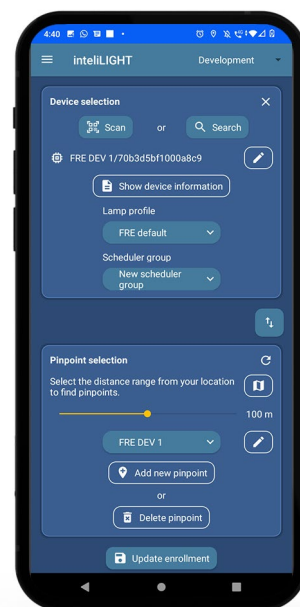 4:40
inteliLIGHT Development
Device selection
Scan or Search
FRE DEV 1/70b3d5bf1000a8c9
Show device information
Lamp profile
FRE default
Scheduler group
New scheduler
group
Pinpoint selection
Select the distance range from your location
to find pinpoints.
100 m
FRE DEV 1
Add new pinpoint
or
Delete pinpoint
Update enrollment